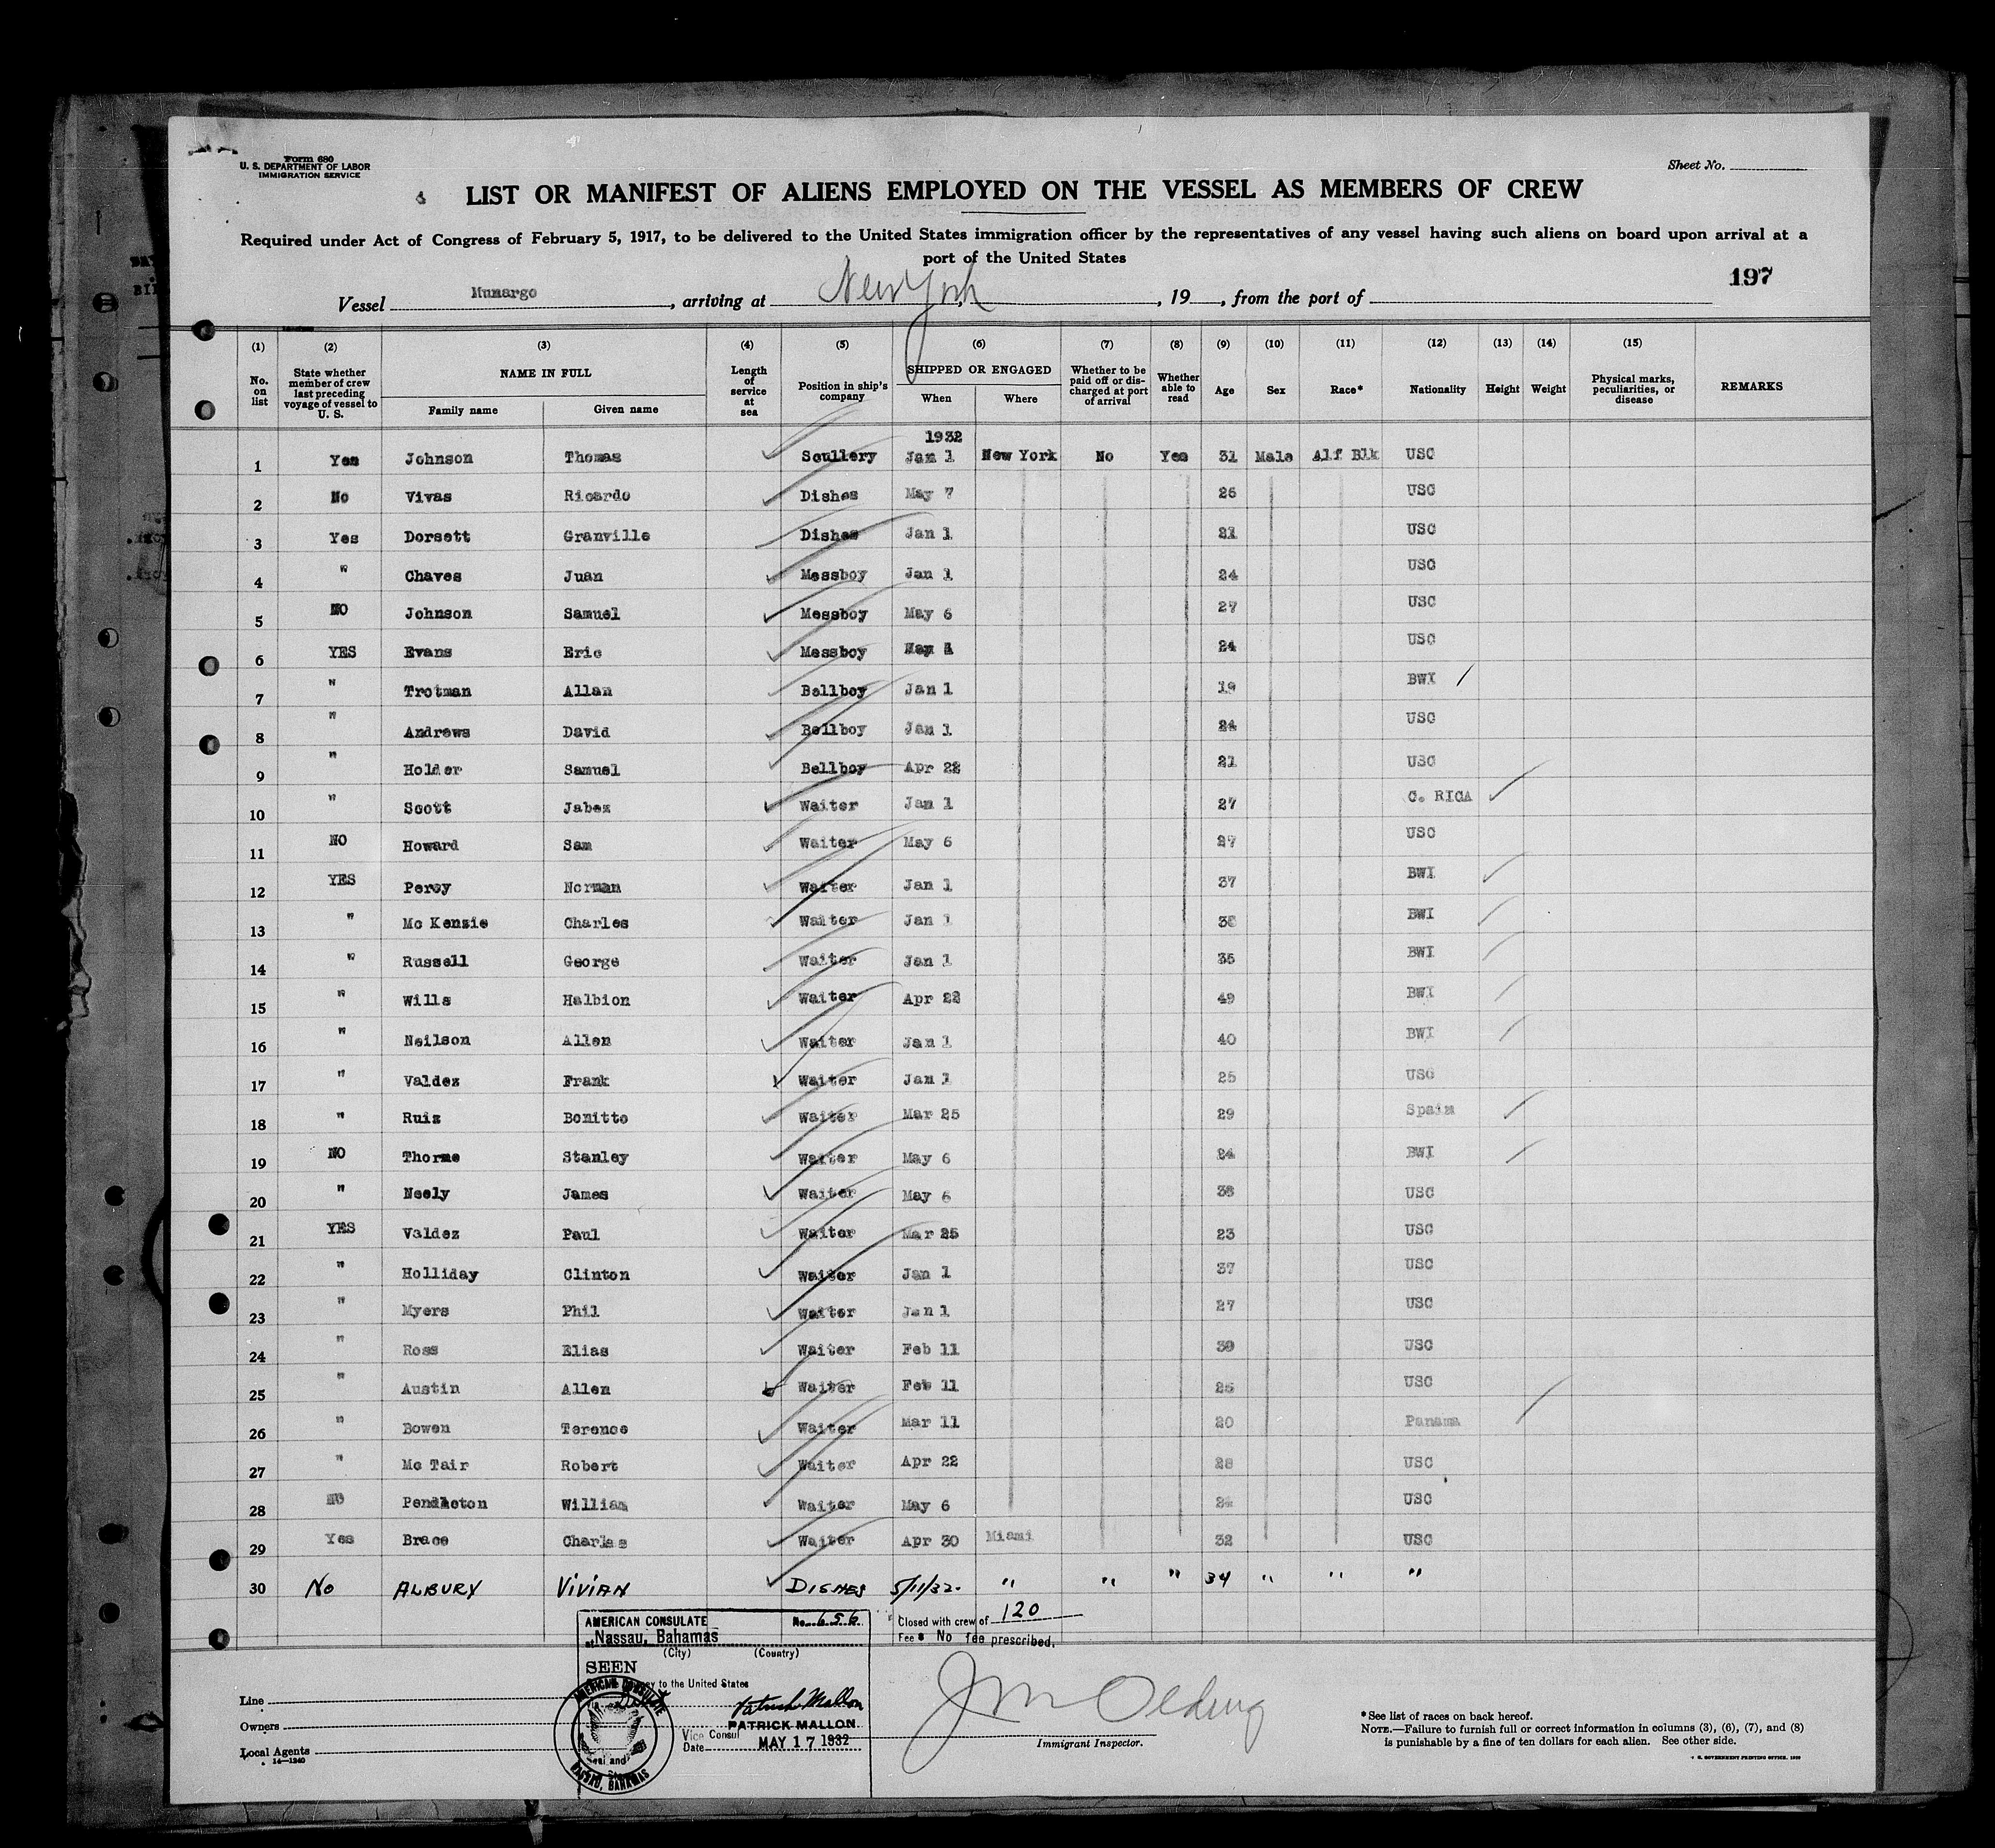 Form 680
U. S. DEPARTMENT OF LABOR
IMMIGRATION SERVICE
Sheet No.
LIST OR MANIFEST OF ALIENS EMPLOYED ON THE VESSEL AS MEMBERS OF CREW
Required under Act of Congress of February 5, 1917, to be delivered to the United States immigration officer by the representatives of any vessel having such aliens on board upon arrival at a
port of the United States
197
Vessel Munargo, arriving at New York, 19 , from the port of
(1) (2) (3) (4) (5) (6) (7) (8) (9) (10) (11) (12) (13) (14) (15)
No. on list State whether member of crew last preceding voyage of vessel to U. S. NAME IN FULL Family name Given name Length of service at sea Position in ship's company SHIPPED OR ENGAGED When Where Whether to be paid off or discharged at port of arrival Whether able to read Age Sex Race* Nationality Height Weight Physical marks, peculiarities, or disease REMARKS
1932
1 Yes Johnson Thomas Scullery Jan 1 New York No Yes 31 Male Alf Blk USC
2 No Vivas Ricardo Dishes May 7 26 USC
3 Yes Dorsett Granville Dishes Jan 1 21 USC
4 " Chaves Juan Messboy Jan 1 24 USC
5 NO Johnson Samuel Messboy May 6 27 USC
6 YES Evans Eric Messboy 24 USC
7 " Trotman Allan Bellboy Jan 1 19 BWI
8 " Andrews David Bellboy Jan 1 24 USC
9 " Holder Samuel Bellboy Apr 22 21 USC
10 " Scott Jabez Waiter Jan 1 27 C. RICA
11 NO Howard Sam Waiter May 6 27 USC
12 YES Percy Norman Waiter Jan 1 37 BWI
13 " Mc Kenzie Charles Waiter Jan 1 38 BWI
14 " Russell George Waiter Jan 1 35 BWI
15 " Wills Halbion Waiter Apr 22 49 BWI
16 " Neilson Allen Waiter Jan 1 40 BWI
17 " Valdez Frank Waiter Jan 1 25 USC
18 " Ruiz Bonitto Waiter Mar 25 29 Spain
19 NO Thorne Stanley Waiter May 6 24 BWI
20 " Neely James Waiter May 6 38 USC
21 YES Valdez Paul Waiter Mar 25 23 USC
22 " Holliday Clinton Waiter Jan 1 37 USC
23 " Myers Phil Waiter Jan 1 27 USC
24 " Ross Elias Waiter Feb 11 39 USC
25 " Austin Allen Waiter Feb 11 25 USC
26 " Bowen Terence Waiter Mar 11 20 Panama
27 " Mc Tair Robert Waiter Apr 22 28 USC
28 NO Pendleton William Waiter May 6 24 USC
29 Yes Brace Charles Waiter Apr 30 Miami 32 USC
30 No ALBURY VIVIAN DISHES 5/11/32. " " " 34 " " "
AMERICAN CONSULATE No. 656
at Nassau, Bahamas
(City) (Country)
SEEN
to the United States
Patrick Mallon
PATRICK MALLON
Vice Consul
Date MAY 17 1932
AMERICAN CONSULATE
NASSAU, BAHAMAS
Closed with crew of 120
Fee $ No fee prescribed.
Line
Owners
Local Agents
14—1240
J M Oeding
Immigrant Inspector.
*See list of races on back hereof.
NOTE.—Failure to furnish full or correct information in columns (3), (6), (7), and (8)
is punishable by a fine of ten dollars for each alien. See other side.
U. S. GOVERNMENT PRINTING OFFICE, 1930